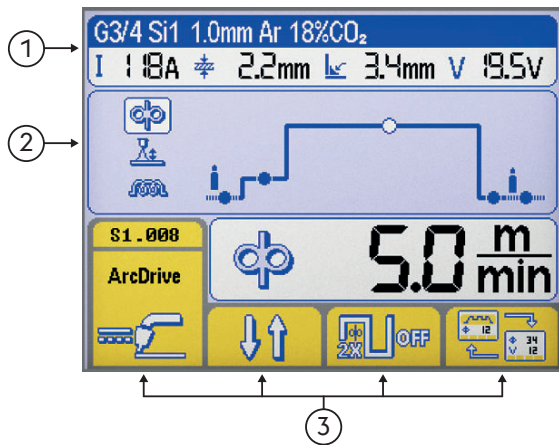 G3/4 Si1 1.0mm Ar 18%CO₂
1
I 118A 2.2mm 3.4mm V 19.5V
2
S1.008
ArcDrive
5.0 m/min
2X OFF
12
Φ 34
V 12
3